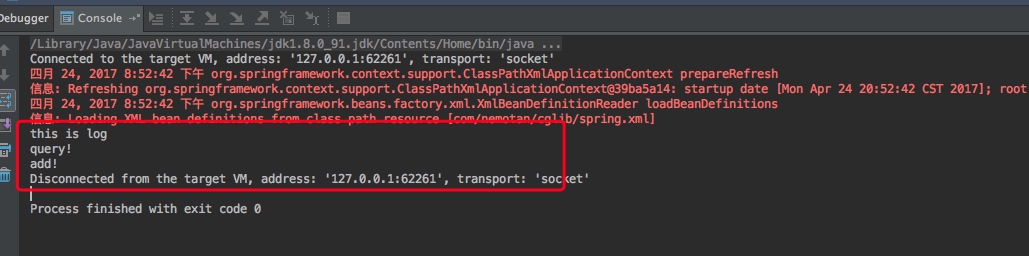 Debugger Console
/Library/Java/JavaVirtualMachines/jdk1.8.0_91.jdk/Contents/Home/bin/java ...
Connected to the target VM, address: '127.0.0.1:62261', transport: 'socket'
四月 24, 2017 8:52:42 下午 org.springframework.context.support.ClassPathXmlApplicationContext prepareRefresh
信息: Refreshing org.springframework.context.support.ClassPathXmlApplicationContext@39ba5a14: startup date [Mon Apr 24 20:52:42 CST 2017]; root
四月 24, 2017 8:52:42 下午 org.springframework.beans.factory.xml.XmlBeanDefinitionReader loadBeanDefinitions
信息: Loading XML bean definitions from class path resource [com/nemotan/cglib/spring.xml]
this is log
query!
add!
Disconnected from the target VM, address: '127.0.0.1:62261', transport: 'socket'
Process finished with exit code 0